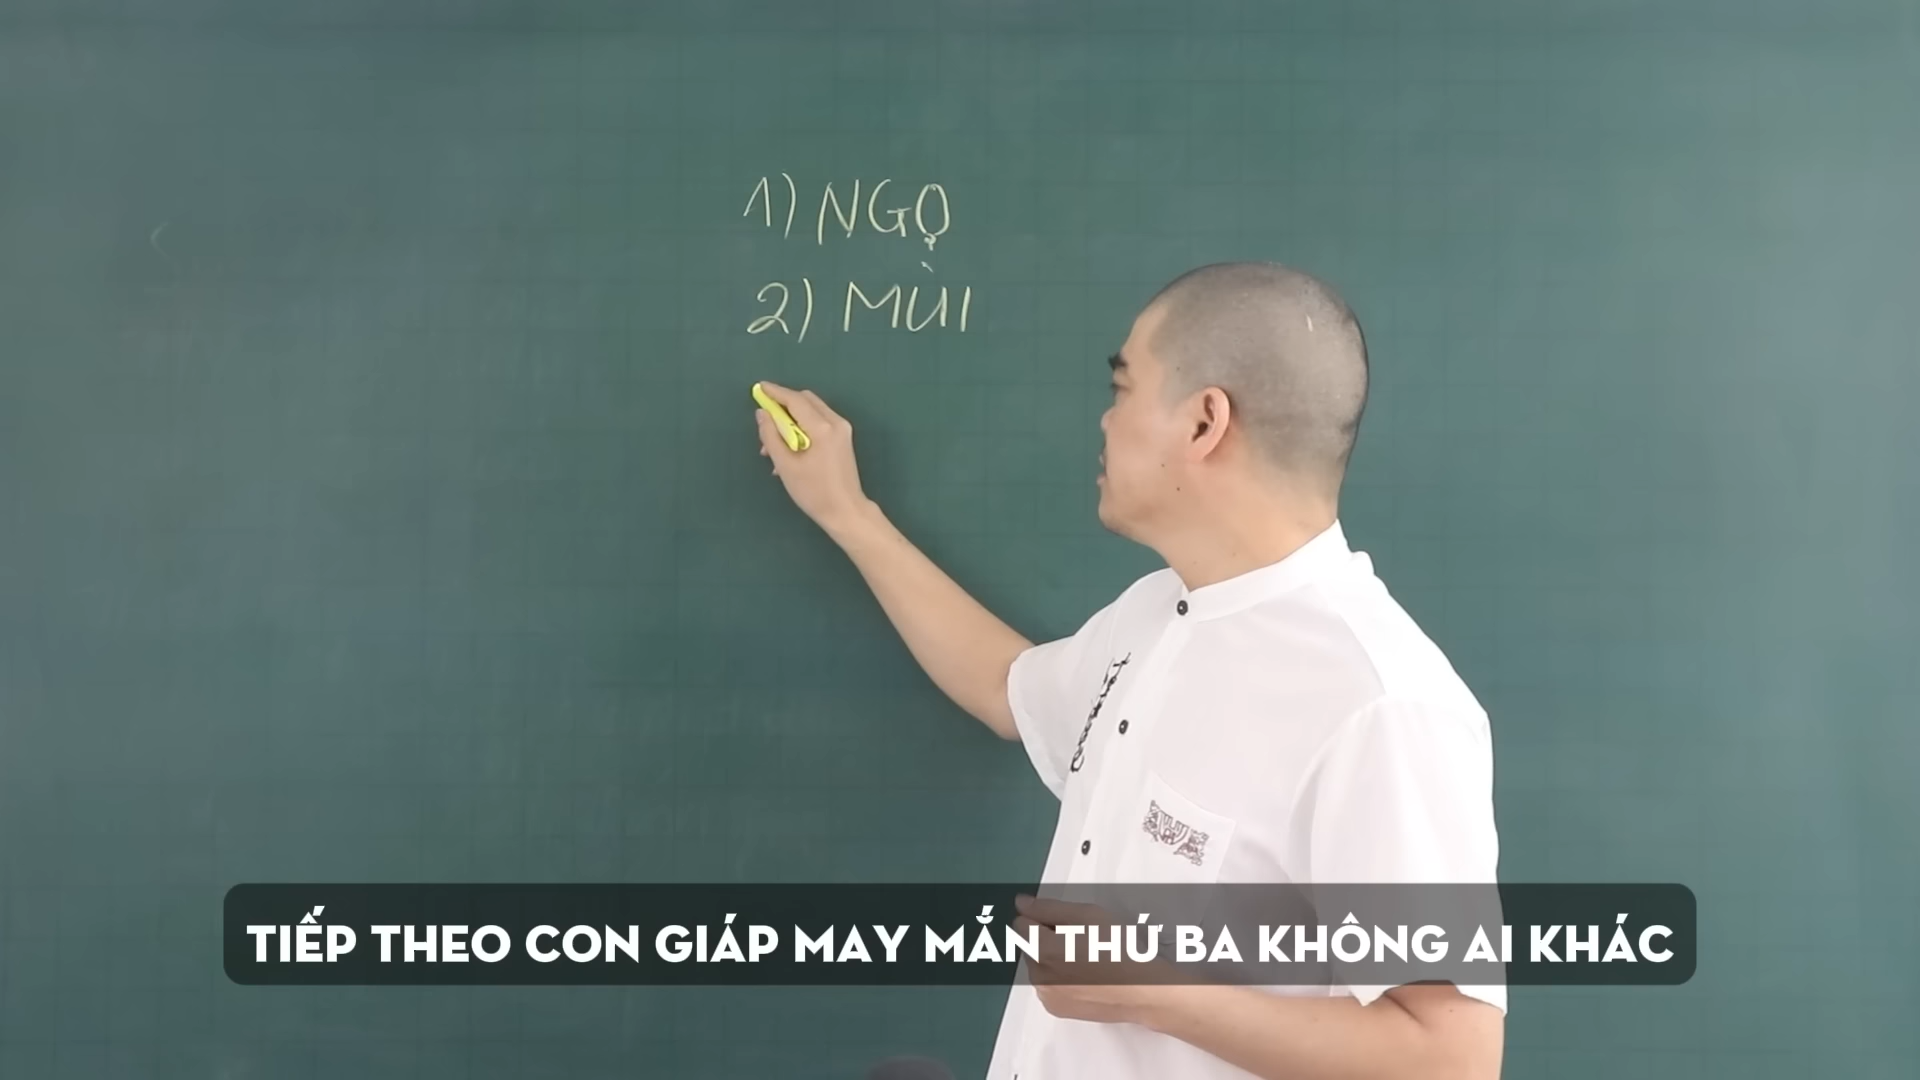 1) NGỌ
2) MÙI
TIẾP THEO CON GIÁP MAY MẮN THỨ BA KHÔNG AI KHÁC